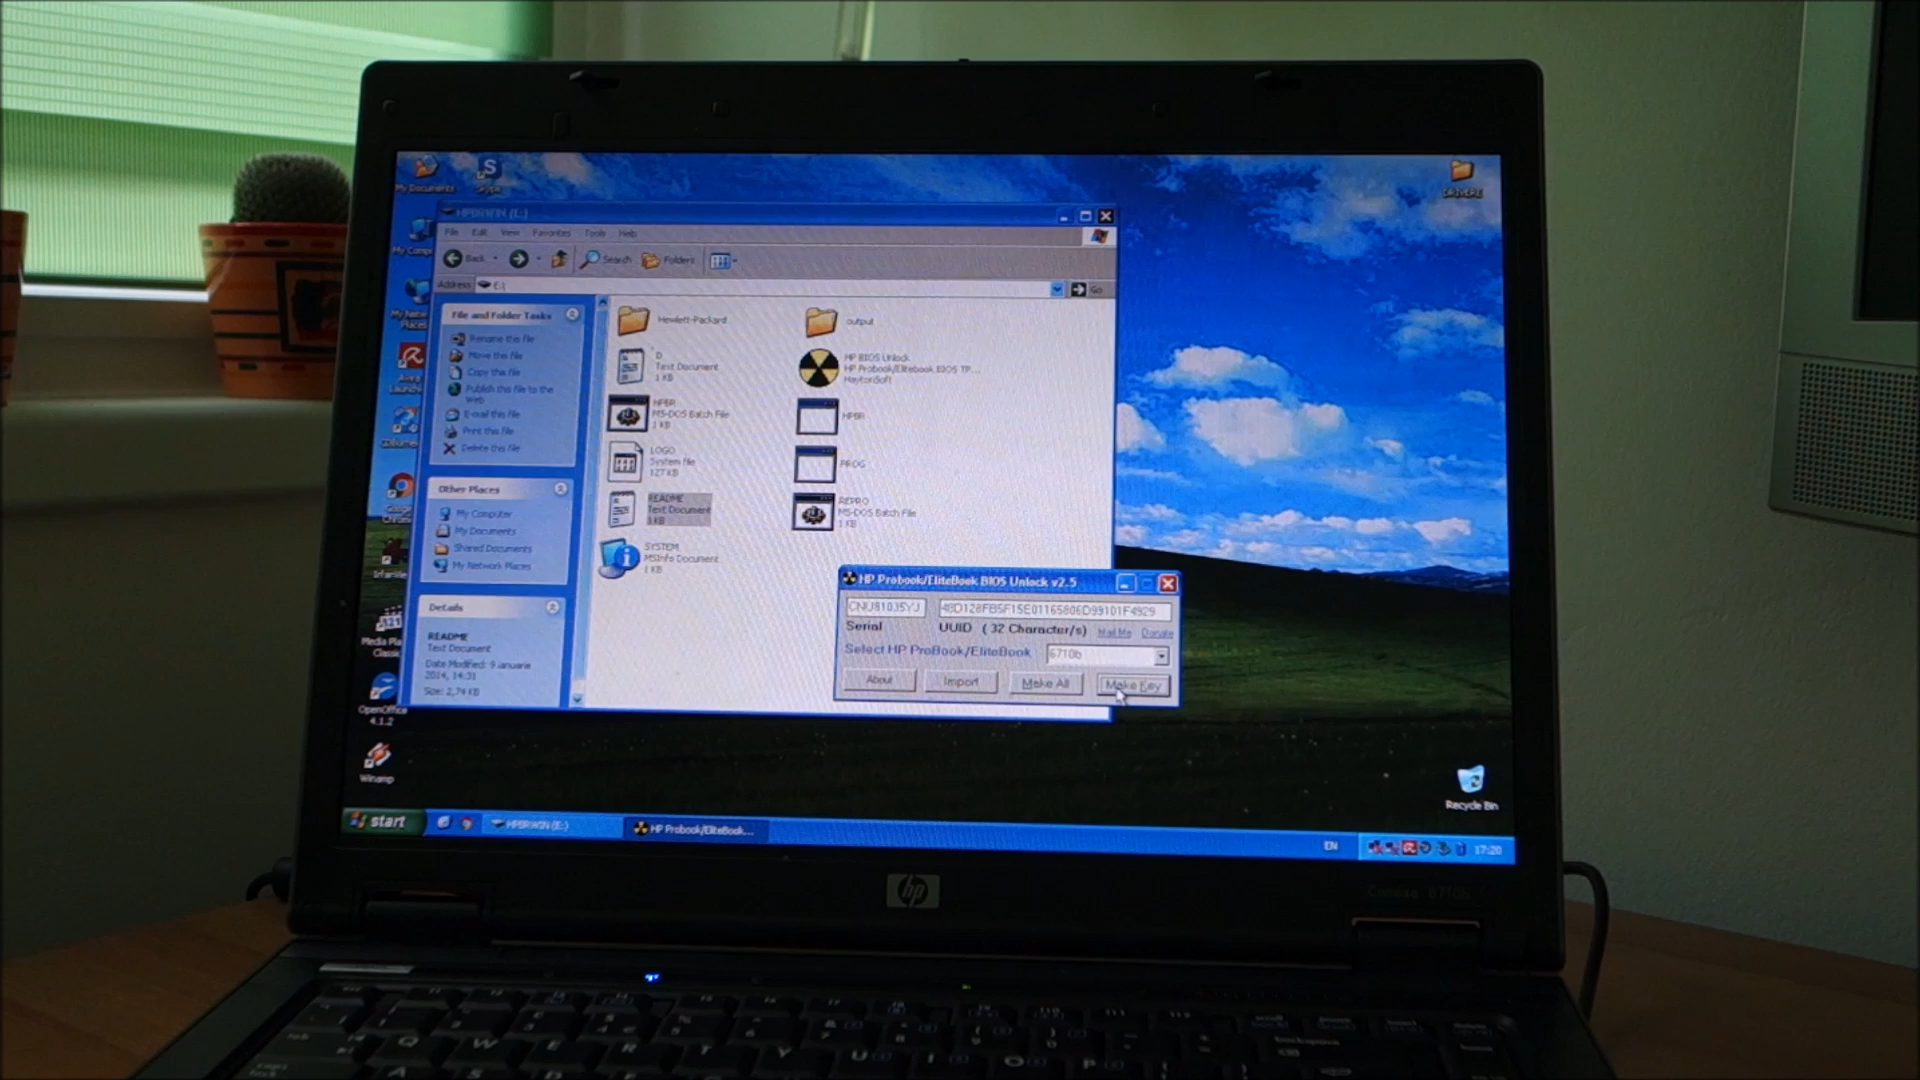 My Documents
Skype
DRIVERE
HPBRWIN (E:)
File Edit View Favorites Tools Help
Back Search Folders
Address E:\ Go
File and Folder Tasks
Rename this file
Move this file
Copy this file
Publish this file to the
Web
E-mail this file
Print this file
Delete this file
Other Places
My Computer
My Documents
Shared Documents
My Network Places
Details
README
Text Document
Date Modified: 9 ianuarie
2014, 14:31
Size: 2,74 KB
Hewlett-Packard
output
D
Text Document
1 KB
HP BIOS Unlock
HP Probook/Elitebook BIOS TP...
MaytonSoft
HPBR
MS-DOS Batch File
1 KB
HPBR
LOGO
System file
127 KB
PROG
README
Text Document
1 KB
REPRO
MS-DOS Batch File
1 KB
SYSTEM
MSInfo Document
1 KB
HP Probook/EliteBook BIOS Unlock v2.5
CNU81035YJ
48D128FB5F15E01165806D99101F4929
Serial
UUID ( 32 Character/s) Mail Me Donate
Select HP ProBook/EliteBook 6710b
About Import Make All Make Key
OpenOffice
4.1.2
Winamp
Recycle Bin
start HPBRWIN (E:) HP Probook/EliteBook... EN 17:20
hp
Compaq 6710b